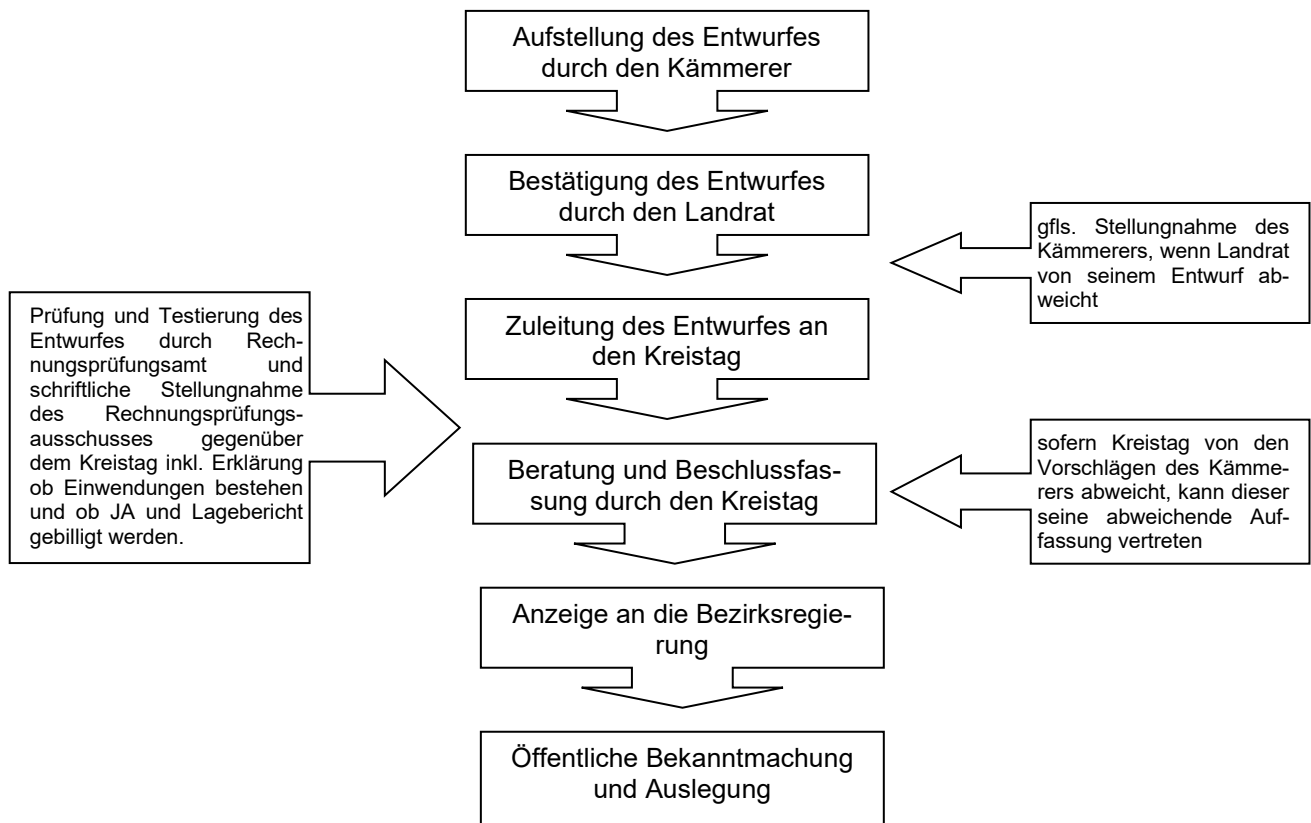 Aufstellung des Entwurfes
durch den Kämmerer
Bestätigung des Entwurfes
durch den Landrat
gfls. Stellungnahme des
Kämmerers, wenn Landrat
von seinem Entwurf ab-
weicht
Zuleitung des Entwurfes an
den Kreistag
Prüfung und Testierung des
Entwurfes durch Rech-
nungsprüfungsamt und
schriftliche Stellungnahme
des Rechnungsprüfungs-
ausschusses gegenüber
dem Kreistag inkl. Erklärung
ob Einwendungen bestehen
und ob JA und Lagebericht
gebilligt werden.
Beratung und Beschlussfas-
sung durch den Kreistag
sofern Kreistag von den
Vorschlägen des Kämme-
rers abweicht, kann dieser
seine abweichende Auf-
fassung vertreten
Anzeige an die Bezirksregie-
rung
Öffentliche Bekanntmachung
und Auslegung